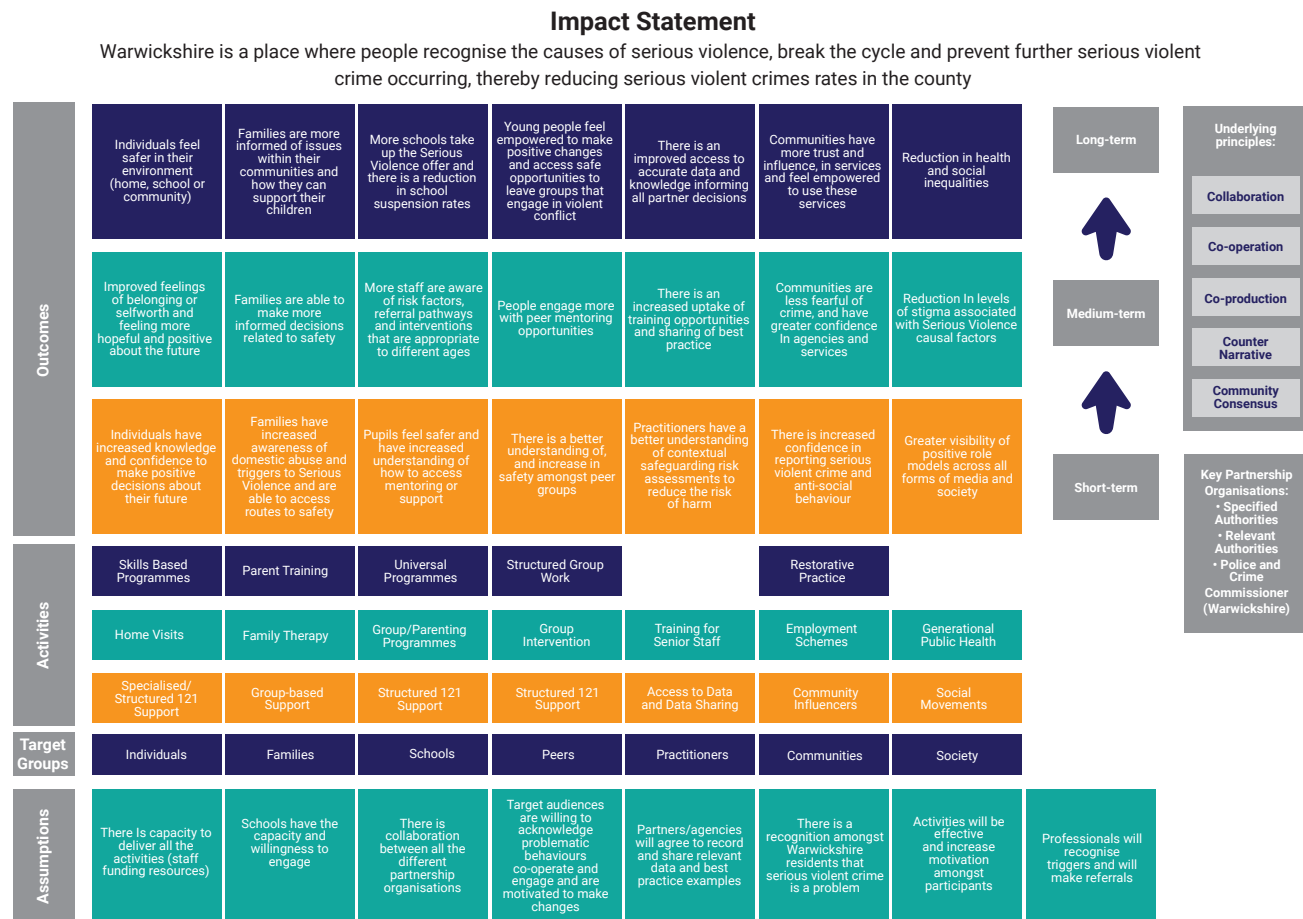 Impact Statement
Warwickshire is a place where people recognise the causes of serious violence, break the cycle and prevent further serious violent
crime occurring, thereby reducing serious violent crimes rates in the county
Outcomes
Individuals feel
safer in their
environment
(home, school or
community)
Families are more
informed of issues
within their
communities and
how they can
support their
children
More schools take
up the Serious
Violence offer and
there is a reduction
in school
suspension rates
Young people feel
empowered to make
positive changes
and access safe
opportunities to
leave groups that
engage in violent
conflict
There is an
improved access to
accurate data and
knowledge informing
all partner decisions
Communities have
more trust and
influence, in services
and feel empowered
to use these
services
Reduction in health
and social
inequalities
Long-term
Improved feelings
of belonging or
selfworth and
feeling more
hopeful and positive
about the future
Families are able to
make more
informed decisions
related to safety
More staff are aware
of risk factors,
referral pathways
and interventions
that are appropriate
to different ages
People engage more
with peer mentoring
opportunities
There is an
increased uptake of
training opportunities
and sharing of best
practice
Communities are
less fearful of
crime, and have
greater confidence
In agencies and
services
Reduction In levels
of stigma associated
with Serious Violence
causal factors
Medium-term
Individuals have
increased knowledge
and confidence to
make positive
decisions about
their future
Families have
increased
awareness of
domestic abuse and
triggers to Serious
Violence and are
able to access
routes to safety
Pupils feel safer and
have increased
understanding of
how to access
mentoring or
support
There is a better
understanding of,
and increase in
safety amongst peer
groups
Practitioners have a
better understanding
of contextual
safeguarding risk
assessments to
reduce the risk
of harm
There is increased
confidence in
reporting serious
violent crime and
anti-social
behaviour
Greater visibility of
positive role
models across all
forms of media and
society
Short-term
Activities
Skills Based
Programmes
Parent Training
Universal
Programmes
Structured Group
Work
Restorative
Practice
Home Visits
Family Therapy
Group/Parenting
Programmes
Group
Intervention
Training for
Senior Staff
Employment
Schemes
Generational
Public Health
Specialised/
Structured 121
Support
Group-based
Support
Structured 121
Support
Structured 121
Support
Access to Data
and Data Sharing
Community
Influencers
Social
Movements
Target
Groups
Individuals
Families
Schools
Peers
Practitioners
Communities
Society
Assumptions
There Is capacity to
deliver all the
activities (staff
funding resources)
Schools have the
capacity and
willingness to
engage
There is
collaboration
between all the
different
partnership
organisations
Target audiences
are willing to
acknowledge
problematic
behaviours
co-operate and
engage and are
motivated to make
changes
Partners/agencies
will agree to record
and share relevant
data and best
practice examples
There is a
recognition amongst
Warwickshire
residents that
serious violent crime
is a problem
Activities will be
effective
and increase
motivation
amongst
participants
Professionals will
recognise
triggers and will
make referrals
Underlying
principles:
Collaboration
Co-operation
Co-production
Counter
Narrative
Community
Consensus
Key Partnership
Organisations:
• Specified
Authorities
• Relevant
Authorities
• Police and
Crime
Commissioner
(Warwickshire)